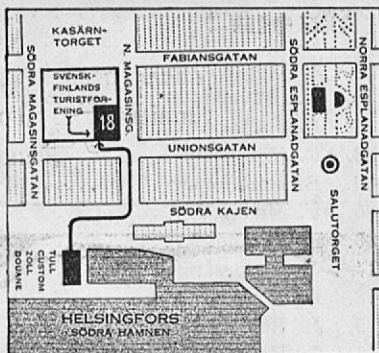 KASÄRN-
TORGET
SVENSK-
FINLANDS
TURISTFÖR-
ENING
18
SÖDRA MAGASINSGATAN
N. MAGASINSG.
FABIANSGATAN
UNIONSGATAN
SÖDRA KAJEN
SÖDRA ESPLANADGATAN
NORRA ESPLANADGATAN
SALUTORGET
TULL
CUSTOM
ZOLL
DOUANE
HELSINGFORS
SÖDRA HAMNEN